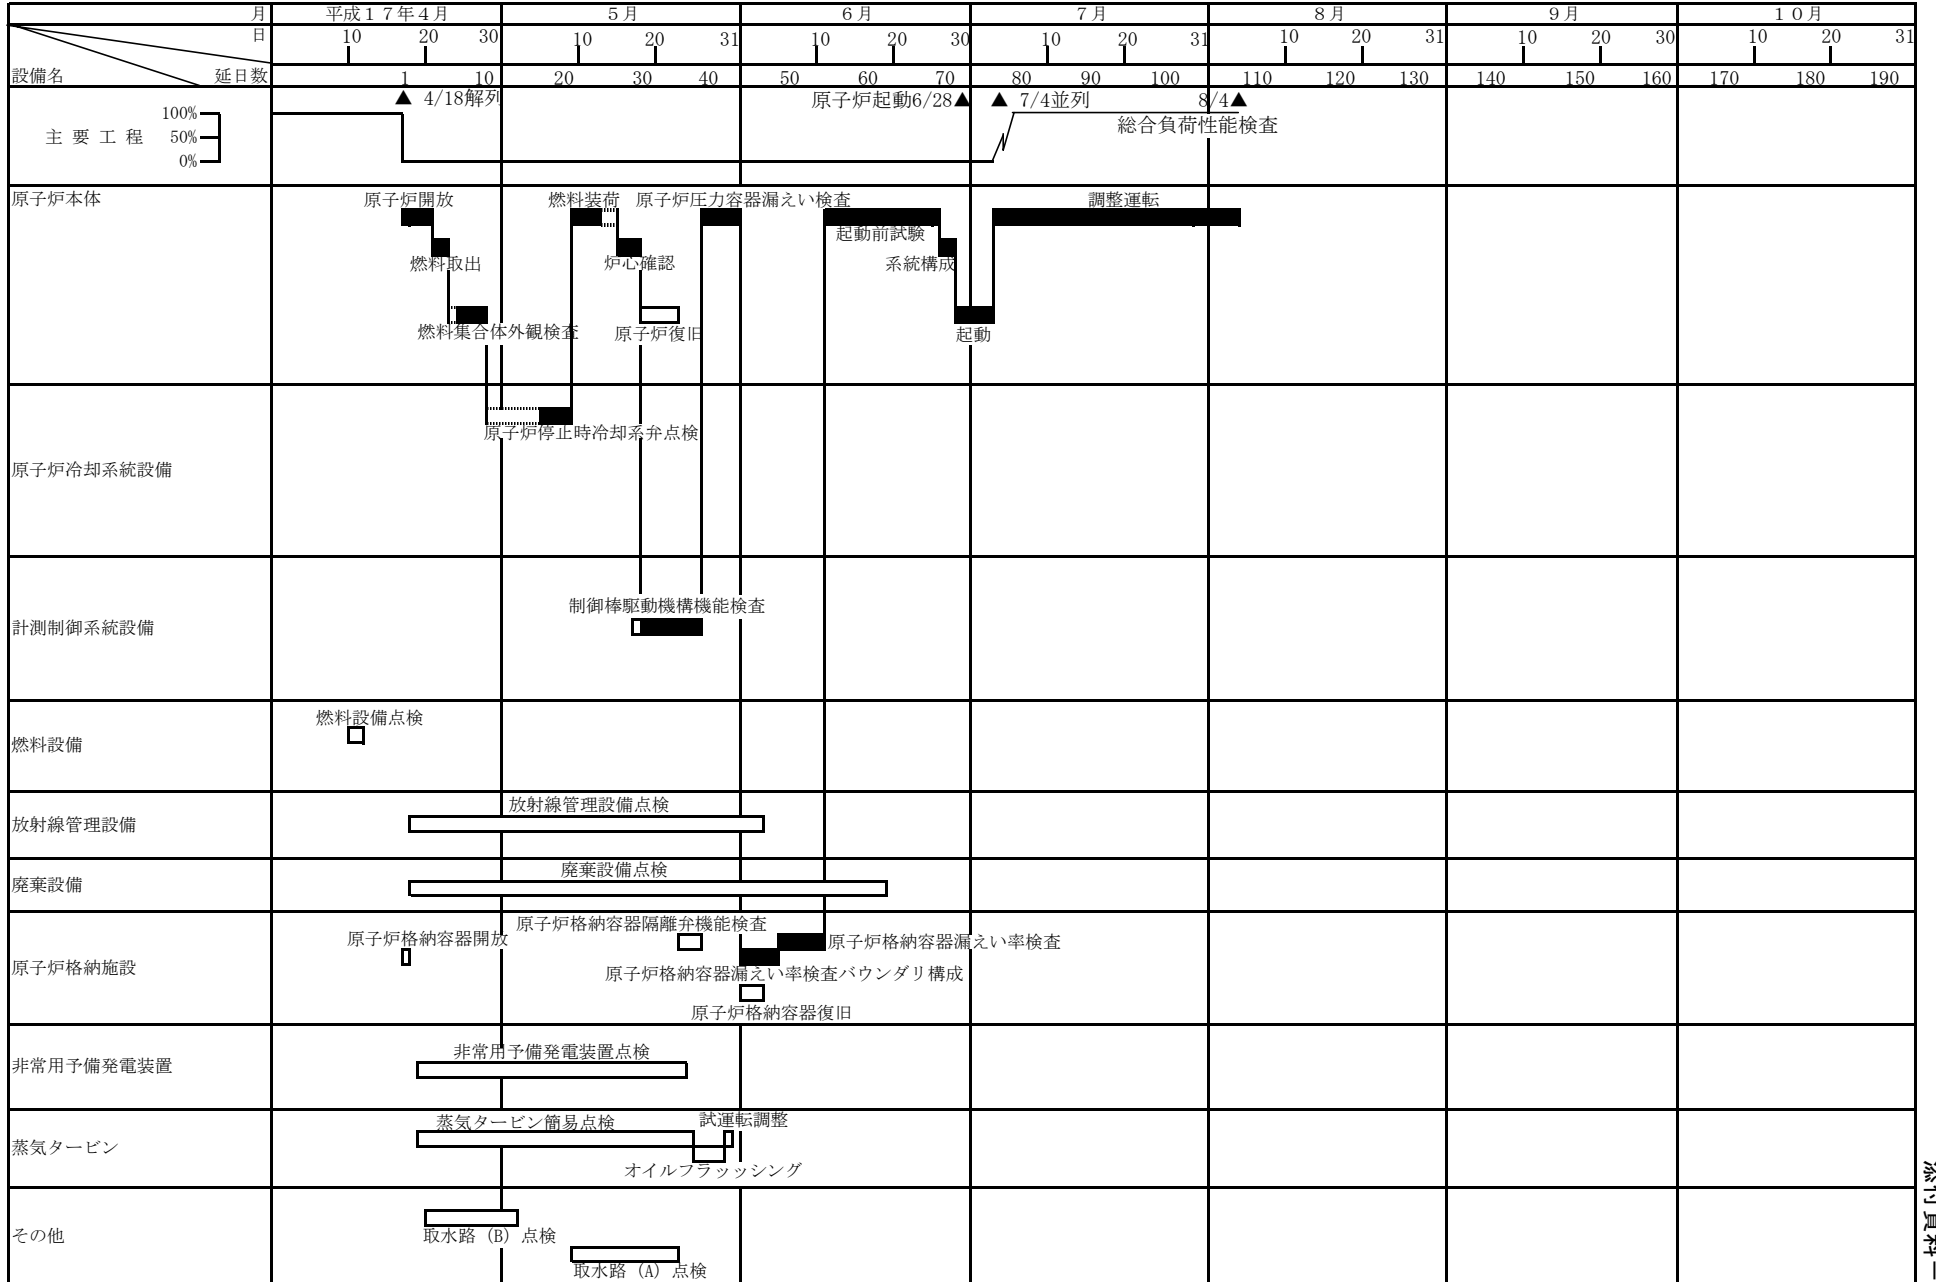 月 平成１７年４月 ５月 ６月 ７月 ８月 ９月 １０月
日 10 20 30 10 20 31 10 20 30 10 20 31 10 20 31 10 20 30 10 20 31
設備名 延日数 1 10 20 30 40 50 60 70 80 90 100 110 120 130 140 150 160 170 180 190
▲ 4/18解列 原子炉起動6/28▲ ▲ 7/4並列 8/4▲
100%
総合負荷性能検査
主要工程 50%
0%
原子炉本体
原子炉開放 燃料装荷 原子炉圧力容器漏えい検査 調整運転
起動前試験
燃料取出 炉心確認 系統構成
燃料集合体外観検査 原子炉復旧 起動
原子炉停止時冷却系弁点検
原子炉冷却系統設備
制御棒駆動機構機能検査
計測制御系統設備
燃料設備点検
燃料設備
放射線管理設備点検
放射線管理設備
廃棄設備点検
廃棄設備
原子炉格納容器隔離弁機能検査
原子炉格納容器開放 原子炉格納容器漏えい率検査
原子炉格納施設
原子炉格納容器漏えい率検査バウンダリ構成
原子炉格納容器復旧
非常用予備発電装置点検
非常用予備発電装置
蒸気タービン簡易点検 試運転調整
蒸気タービン
オイルフラッッシング
その他
取水路（B）点検
取水路（A）点検
添付資料－